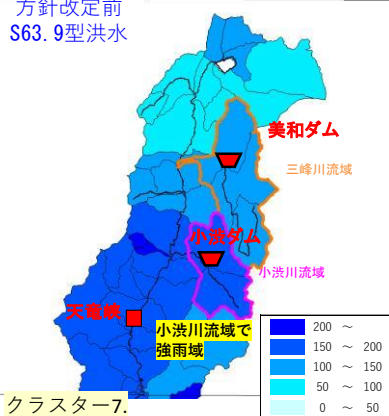 方針改定前
S63.9型洪水
美和ダム
三峰川流域
小渋ダム
小渋川流域
天竜峡
小渋川流域で
強雨域
200 ～
150 ～ 200
100 ～ 150
50 ～ 100
0 ～ 50
クラスター7.